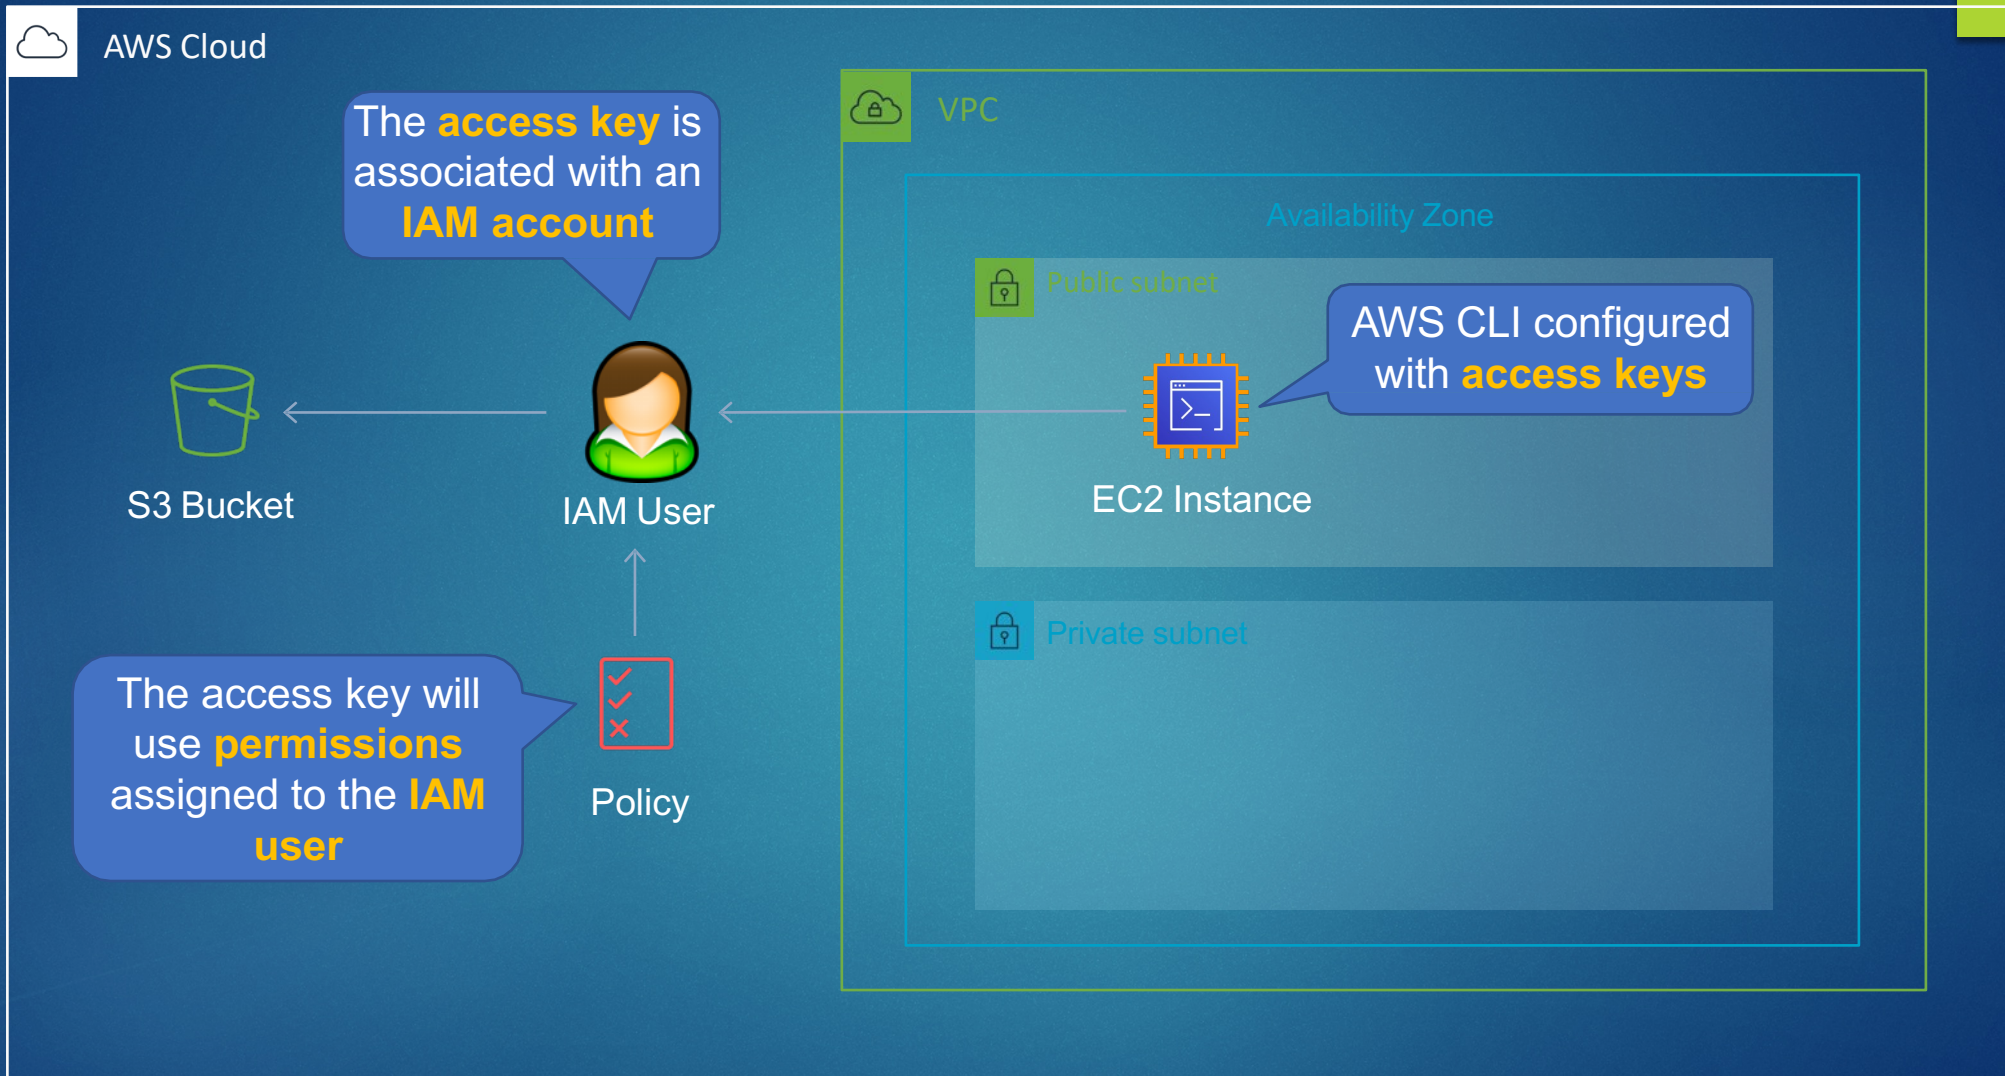 AWS Cloud
The access key is
associated with an
IAM account
VPC
Availability Zone
Public subnet
AWS CLI configured
with access keys
S3 Bucket
IAM User
EC2 Instance
Private subnet
The access key will
use permissions
assigned to the IAM
user
Policy